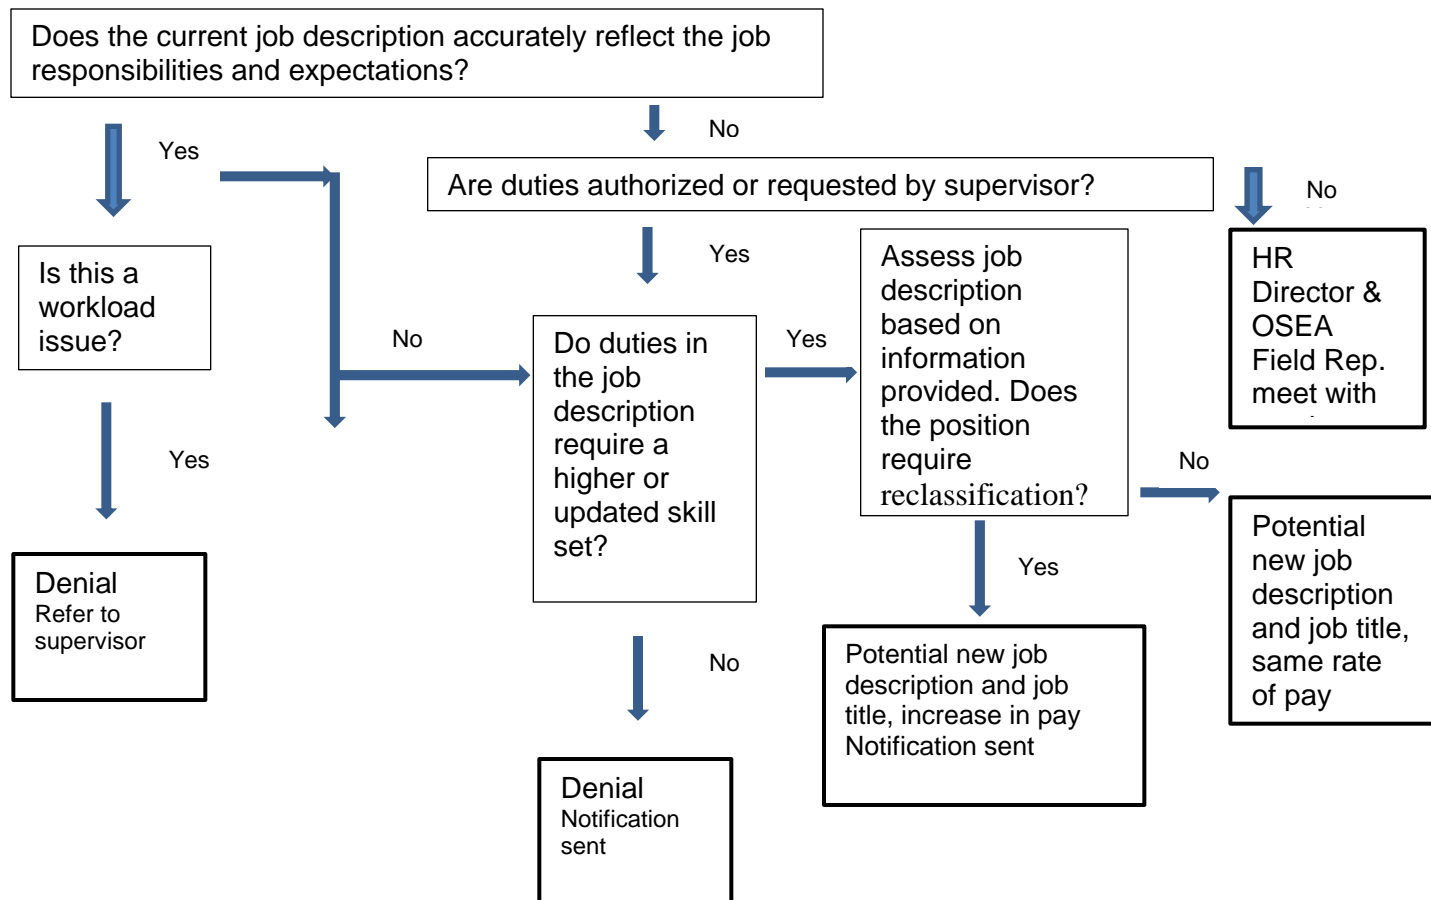 Does the current job description accurately reflect the job
responsibilities and expectations?
Yes
No
Are duties authorized or requested by supervisor?
No
Is this a
workload
issue?
No
Yes
Do duties in
the job
description
require a
higher or
updated skill
set?
Yes
Assess job
description
based on
information
provided. Does
the position
require
reclassification?
HR
Director &
OSEA
Field Rep.
meet with
Yes
No
Denial
Refer to
supervisor
Yes
Potential
new job
description
and job title,
same rate
of pay
No
Potential new job
description and job
title, increase in pay
Notification sent
Denial
Notification
sent